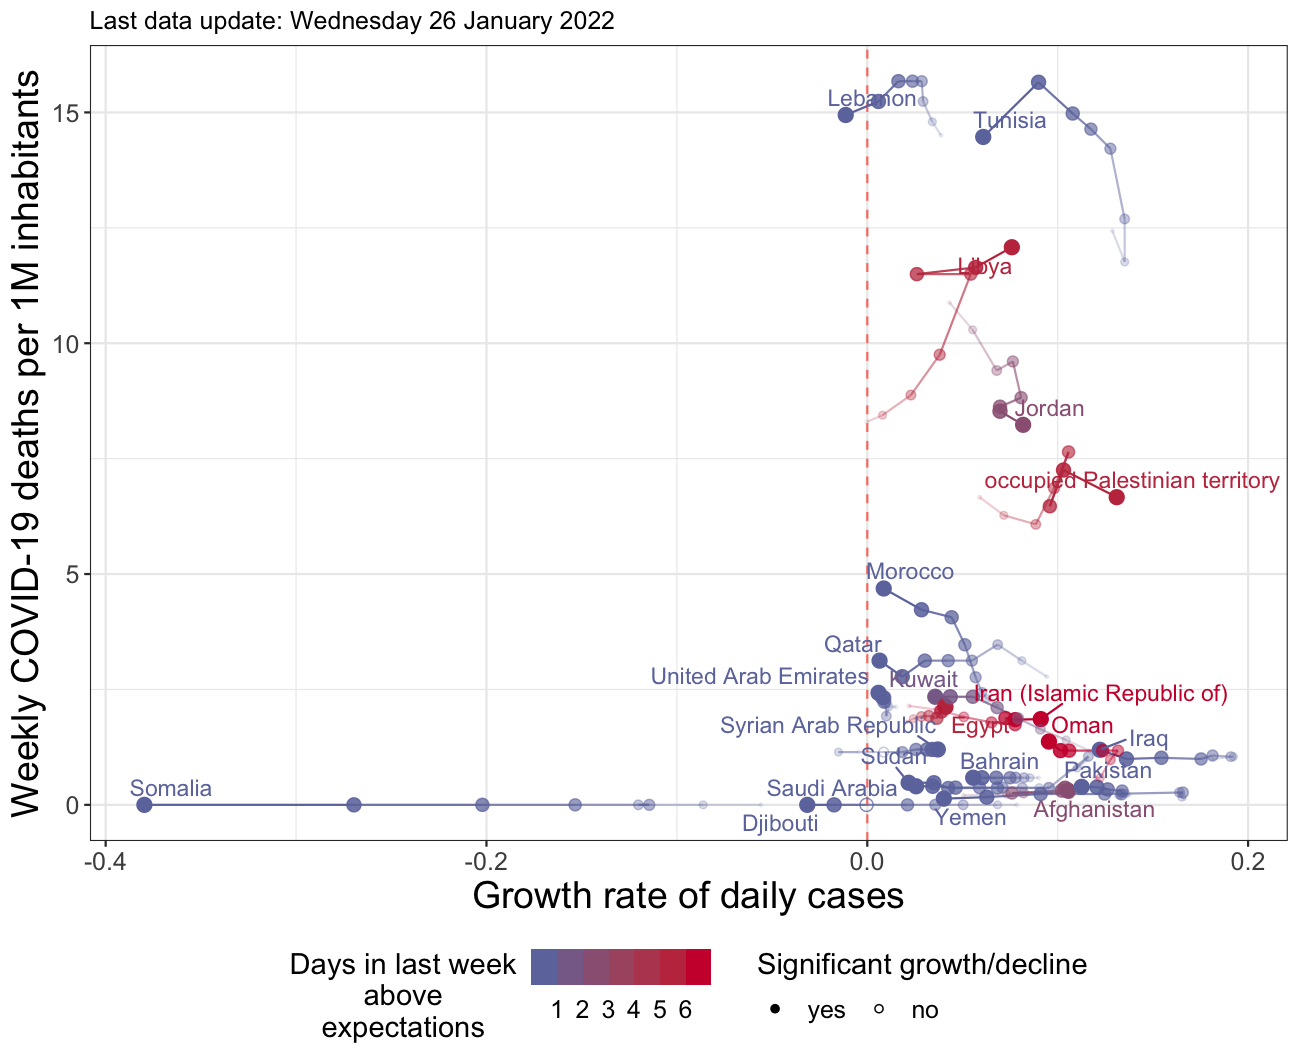 Last data update: Wednesday 26 January 2022
Weekly COVID-19 deaths per 1M inhabitants
15
10
5
0
Lebanon
Tunisia
Libya
Jordan
occupied Palestinian territory
Morocco
Qatar
United Arab Emirates
Kuwait
Iran (Islamic Republic of)
Syrian Arab Republic
Egypt
Oman
Iraq
Sudan
Bahrain
Pakistan
Somalia
Saudi Arabia
Afghanistan
Djibouti
Yemen
-0.4
-0.2
0.0
0.2
Growth rate of daily cases
Days in last week
above
expectations
1 2 3 4 5 6
Significant growth/decline
yes
no